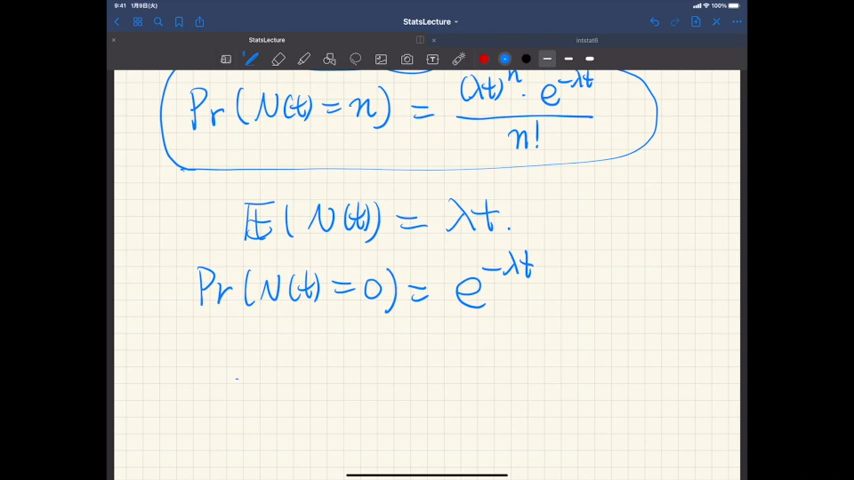 9:41 1月9日(火)
100%
StatsLecture
StatsLecture
intstat6
Pr(N(t)=n) = (λt)^n · e^{-λt} / n!
𝔼(N(t)) = λt.
Pr(N(t)=0) = e^{-λt}